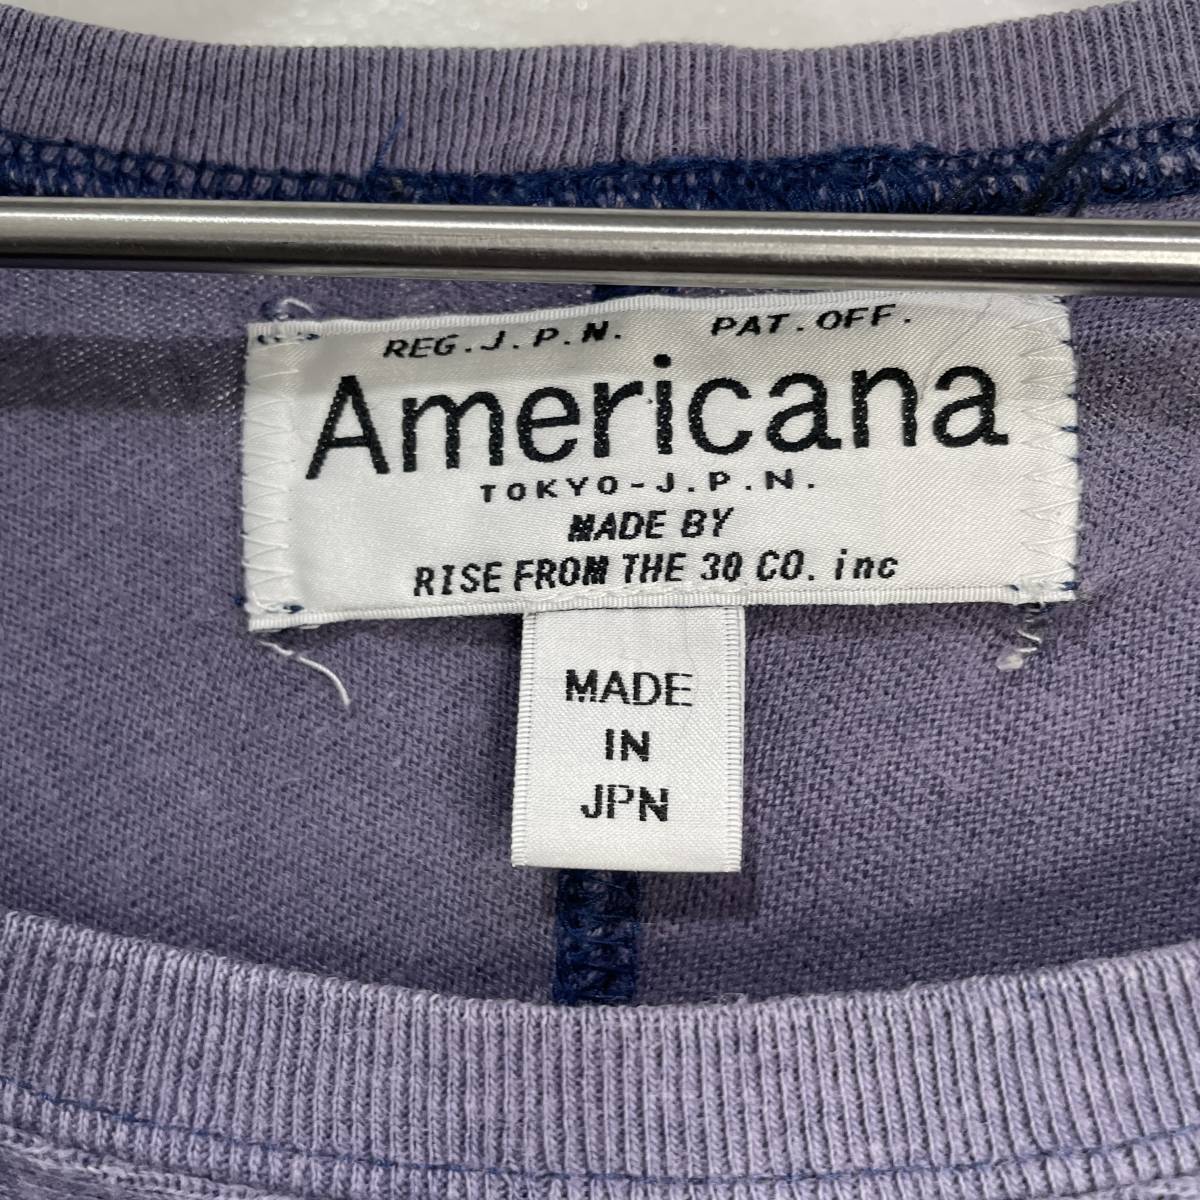 REG.J.P.N. PAT.OFF.
Americana
TOKYO-J.P.N.
MADE BY
RISE FROM THE 30 CO. inc
MADE
IN
JPN